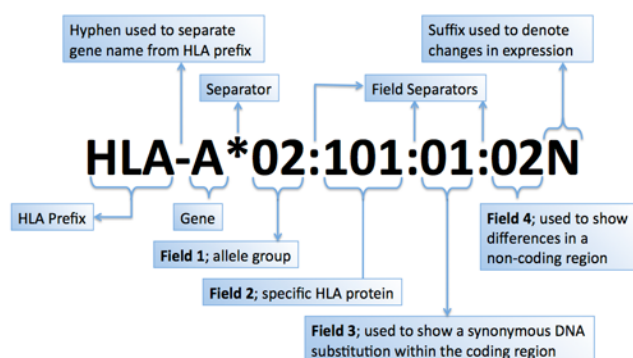 Hyphen used to separate
gene name from HLA prefix
Suffix used to denote
changes in expression
Separator
Field Separators
HLA-A*02:101:01:02N
HLA Prefix
Gene
Field 4; used to show
differences in a
non-coding region
Field 1; allele group
Field 2; specific HLA protein
Field 3; used to show a synonymous DNA
substitution within the coding region